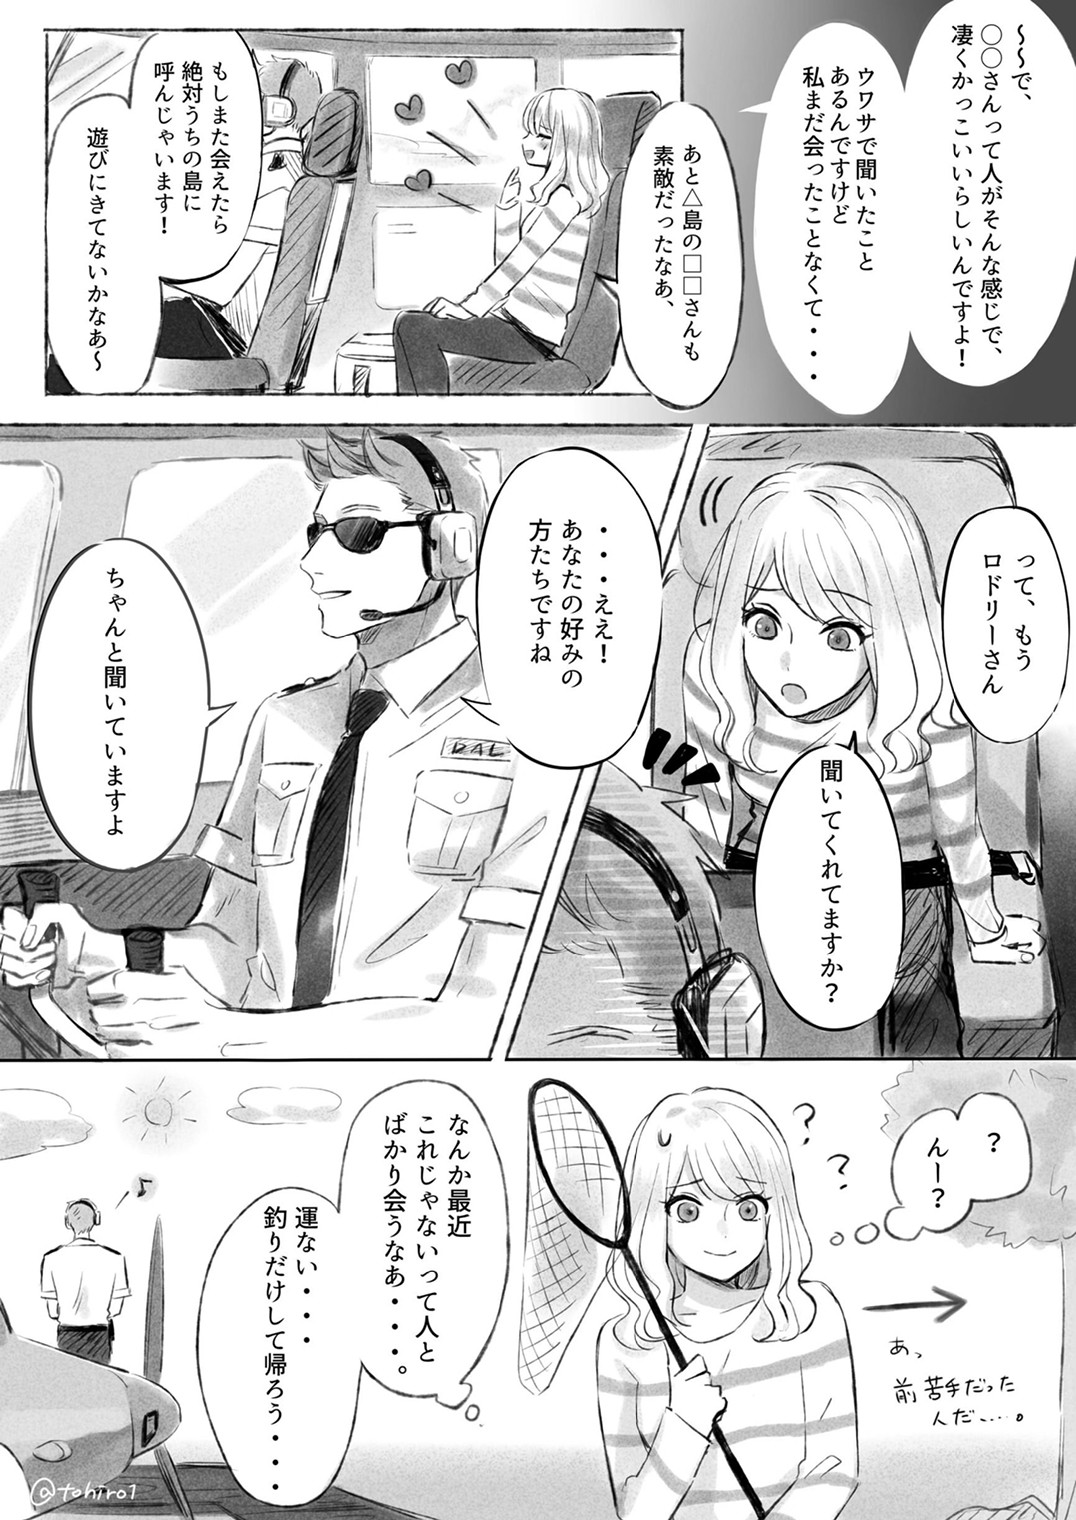 ～～で、
○○さんって人がそんな感じで、
凄くかっこいいらしいんですよ！
ウワサで聞いたこと
あるんですけど
私まだ会ったことなくて・・・
あと△島の□□さんも
素敵だったなあ、
もしまた会えたら
絶対うちの島に
呼んじゃいます！
遊びにきてないかなあ～
って、もう
ロドリーさん
聞いてくれてますか？
・・・ええ！
あなたの好みの
方たちですね
ちゃんと聞いていますよ
DAL
？
んー？
あっ、
前苦手だった
人だ……。
なんか最近
これじゃないって人と
ばかり会うなあ・・・。
運ない・・・
釣りだけして帰ろう・・・
@tohiro1